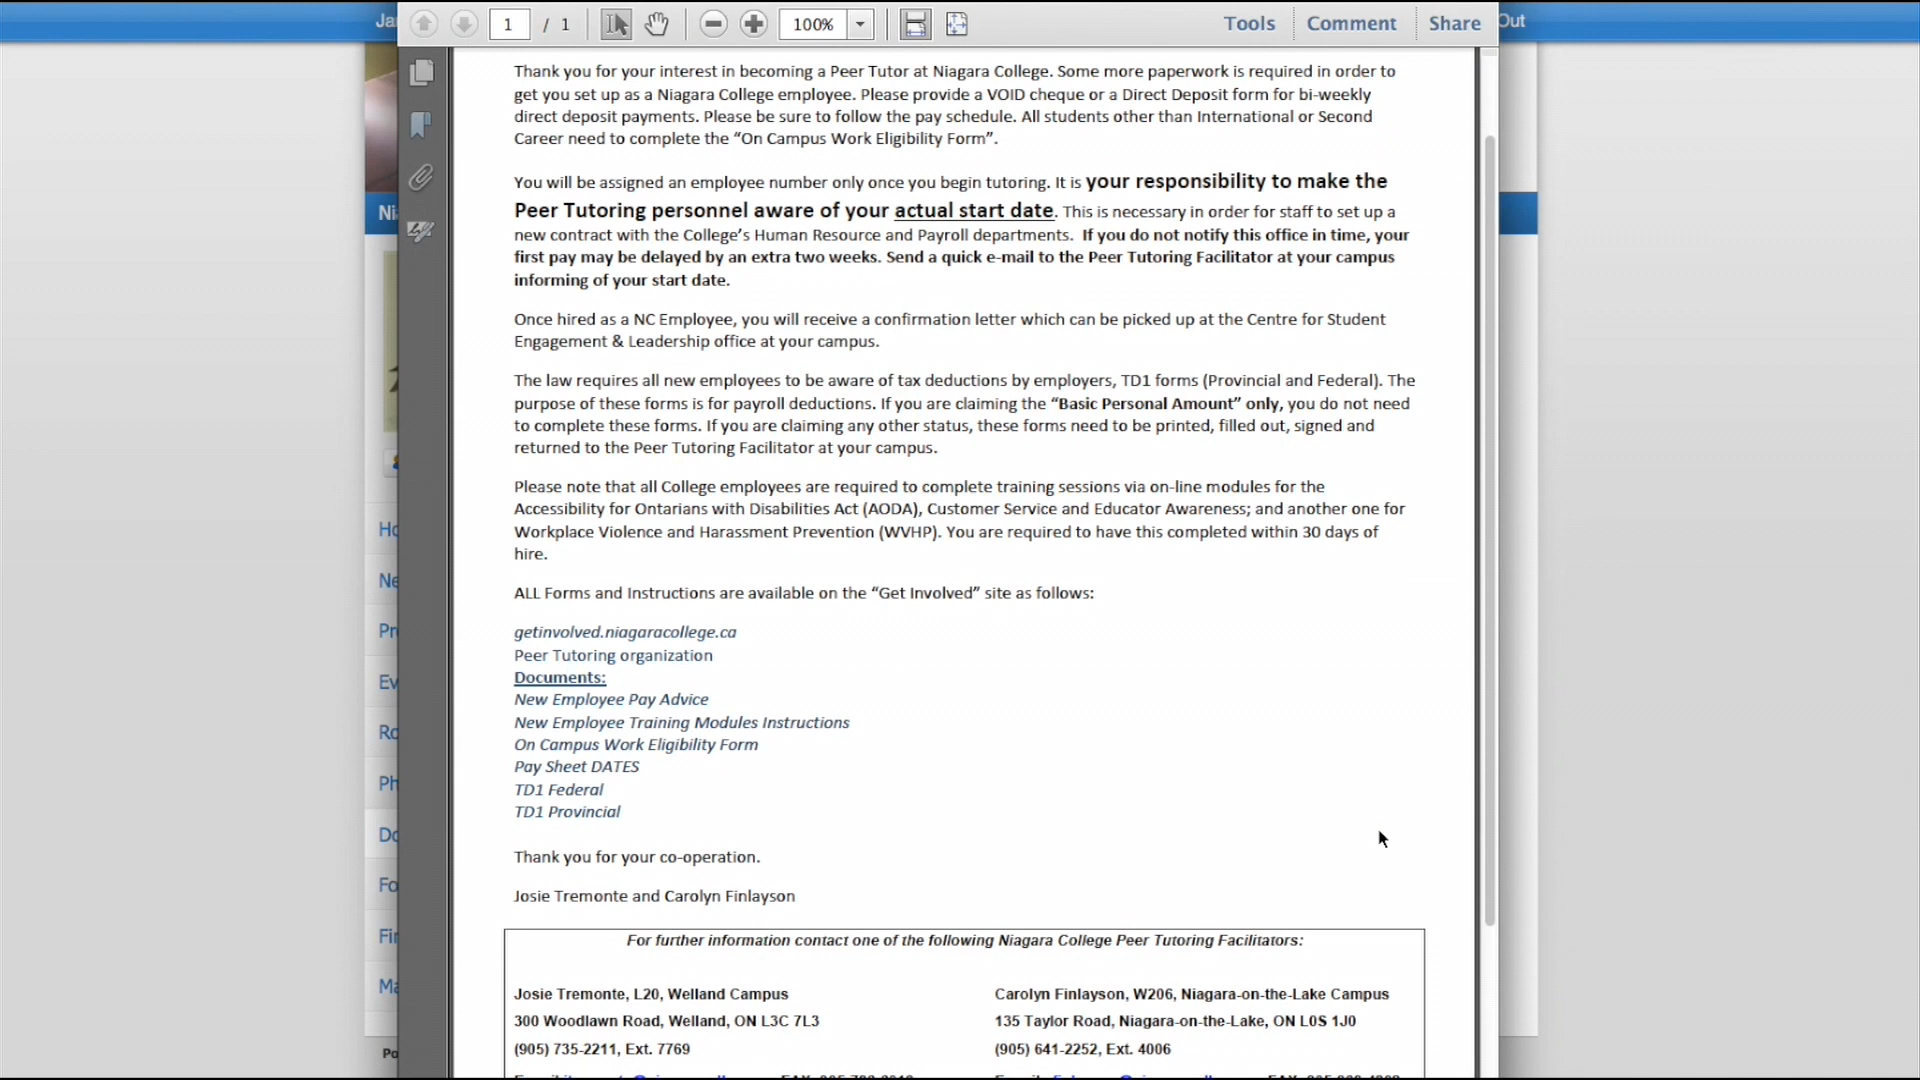 1 / 1 100% Tools Comment Share Out
Thank you for your interest in becoming a Peer Tutor at Niagara College. Some more paperwork is required in order to
get you set up as a Niagara College employee. Please provide a VOID cheque or a Direct Deposit form for bi-weekly
direct deposit payments. Please be sure to follow the pay schedule. All students other than International or Second
Career need to complete the “On Campus Work Eligibility Form”.
You will be assigned an employee number only once you begin tutoring. It is your responsibility to make the
Peer Tutoring personnel aware of your actual start date. This is necessary in order for staff to set up a
new contract with the College’s Human Resource and Payroll departments. If you do not notify this office in time, your
first pay may be delayed by an extra two weeks. Send a quick e-mail to the Peer Tutoring Facilitator at your campus
informing of your start date.
Once hired as a NC Employee, you will receive a confirmation letter which can be picked up at the Centre for Student
Engagement & Leadership office at your campus.
The law requires all new employees to be aware of tax deductions by employers, TD1 forms (Provincial and Federal). The
purpose of these forms is for payroll deductions. If you are claiming the “Basic Personal Amount” only, you do not need
to complete these forms. If you are claiming any other status, these forms need to be printed, filled out, signed and
returned to the Peer Tutoring Facilitator at your campus.
Please note that all College employees are required to complete training sessions via on-line modules for the
Accessibility for Ontarians with Disabilities Act (AODA), Customer Service and Educator Awareness; and another one for
Workplace Violence and Harassment Prevention (WVHP). You are required to have this completed within 30 days of
hire.
ALL Forms and Instructions are available on the “Get Involved” site as follows:
getinvolved.niagaracollege.ca
Peer Tutoring organization
Documents:
New Employee Pay Advice
New Employee Training Modules Instructions
On Campus Work Eligibility Form
Pay Sheet DATES
TD1 Federal
TD1 Provincial
Thank you for your co-operation.
Josie Tremonte and Carolyn Finlayson
For further information contact one of the following Niagara College Peer Tutoring Facilitators:
Josie Tremonte, L20, Welland Campus
300 Woodlawn Road, Welland, ON L3C 7L3
(905) 735-2211, Ext. 7769
Carolyn Finlayson, W206, Niagara-on-the-Lake Campus
135 Taylor Road, Niagara-on-the-Lake, ON L0S 1J0
(905) 641-2252, Ext. 4006